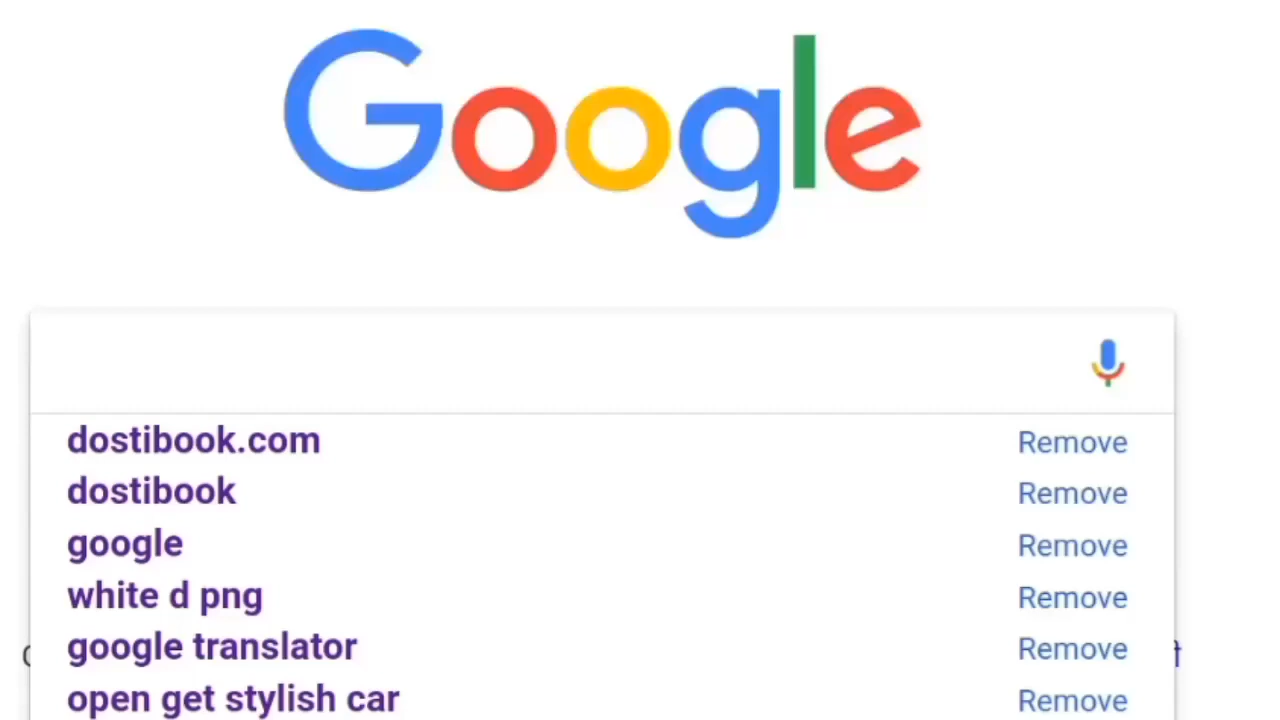 Google
dostibook.com Remove
dostibook Remove
google Remove
white d png Remove
google translator Remove
open get stylish car Remove